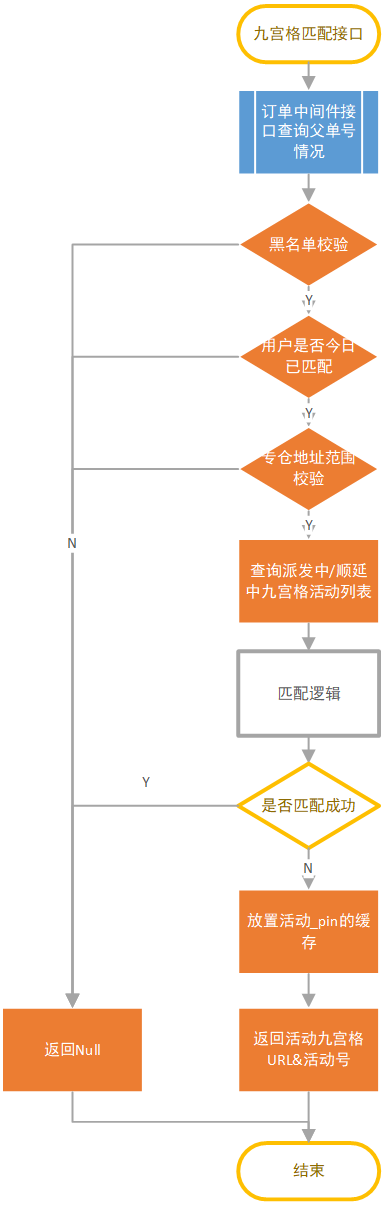 九宫格匹配接口
订单中间件接
口查询父单号
情况
黑名单校验
Y
用户是否今日
已匹配
Y
专仓地址范围
校验
Y
N
查询派发中/顺延
中九宫格活动列表
匹配逻辑
Y
是否匹配成功
N
放置活动_pin的缓
存
返回Null
返回活动九宫格
URL&活动号
结束